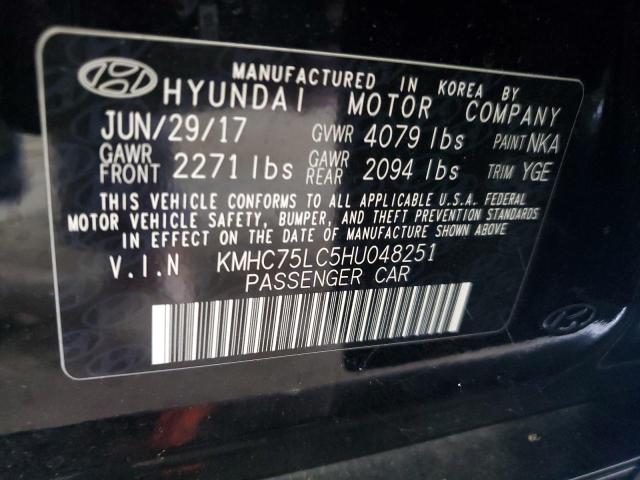 MANUFACTURED IN KOREA BY
HYUNDAI MOTOR COMPANY
JUN/29/17 GVWR 4079 lbs PAINT NKA
GAWR FRONT 2271 lbs GAWR REAR 2094 lbs TRIM YGE
THIS VEHICLE CONFORMS TO ALL APPLICABLE U.S.A. FEDERAL
MOTOR VEHICLE SAFETY, BUMPER, AND THEFT PREVENTION STANDARDS
IN EFFECT ON THE DATE OF MANUFACTURE SHOWN ABOVE.
V.I.N KMHC75LC5HU048251
PASSENGER CAR